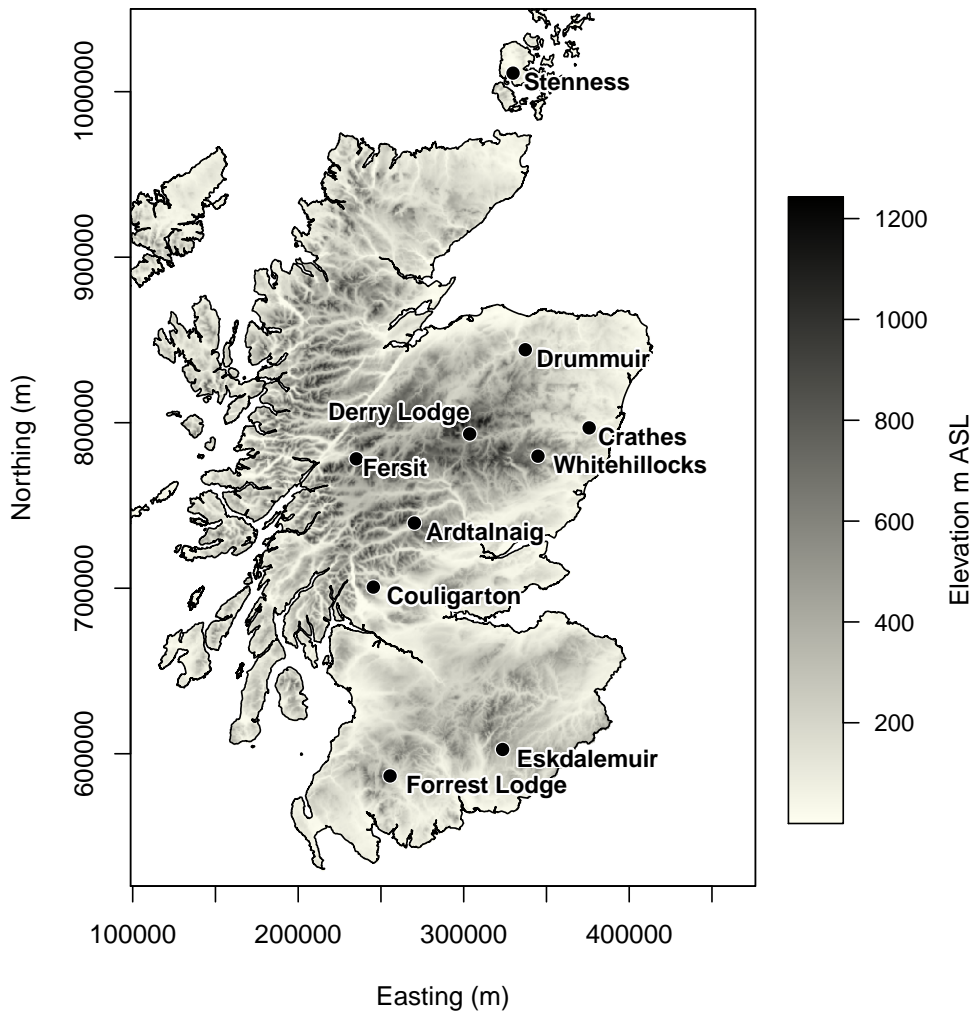 Stenness
Drummuir
Derry Lodge
Crathes
Whitehillocks
Fersit
Ardtalnaig
Couligarton
Eskdalemuir
Forrest Lodge
Northing (m)
1000000
900000
800000
700000
600000
100000
200000
300000
400000
Easting (m)
1200
1000
800
600
400
200
Elevation m ASL